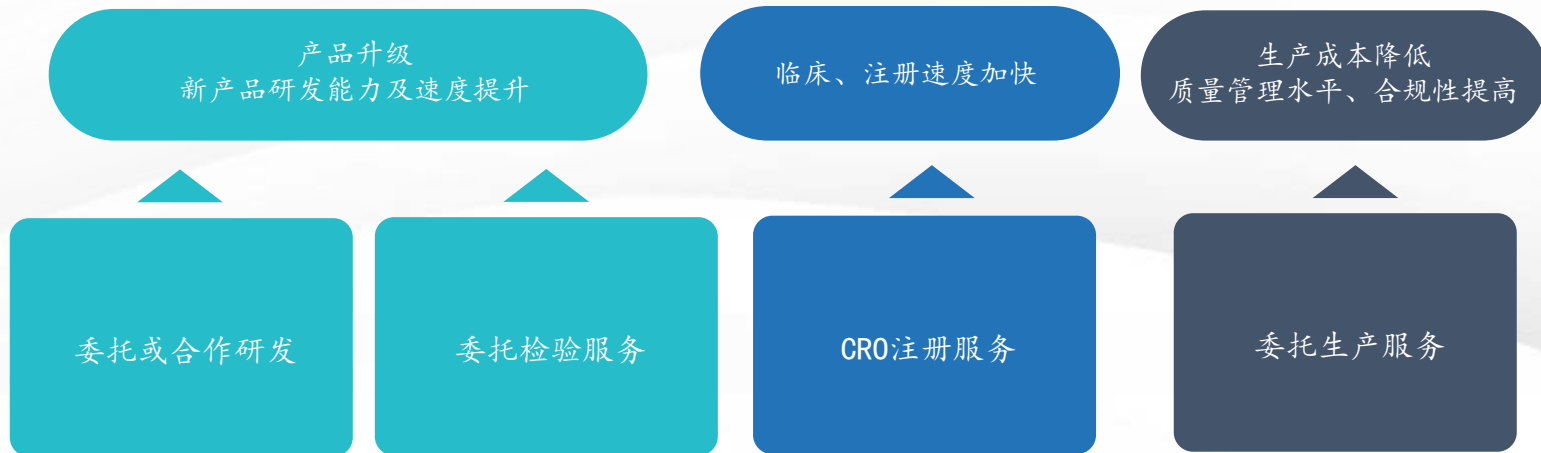 产品升级
新产品研发能力及速度提升
临床、注册速度加快
生产成本降低
质量管理水平、合规性提高
委托或合作研发
委托检验服务
CRO注册服务
委托生产服务